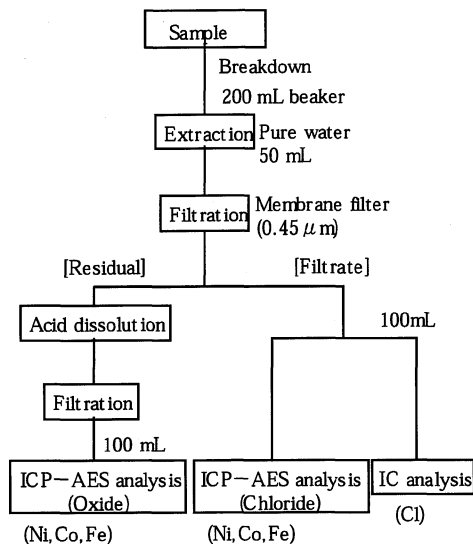 Sample
Breakdown
200 mL beaker
Extraction
Pure water
50 mL
Filtration
Membrane filter
(0.45 μm)
[Residual]
[Filtrate]
Acid dissolution
100mL
Filtration
100 mL
ICP−AES analysis
(Oxide)
ICP−AES analysis
(Chloride)
IC analysis
(Ni, Co, Fe)
(Ni, Co, Fe)
(Cl)